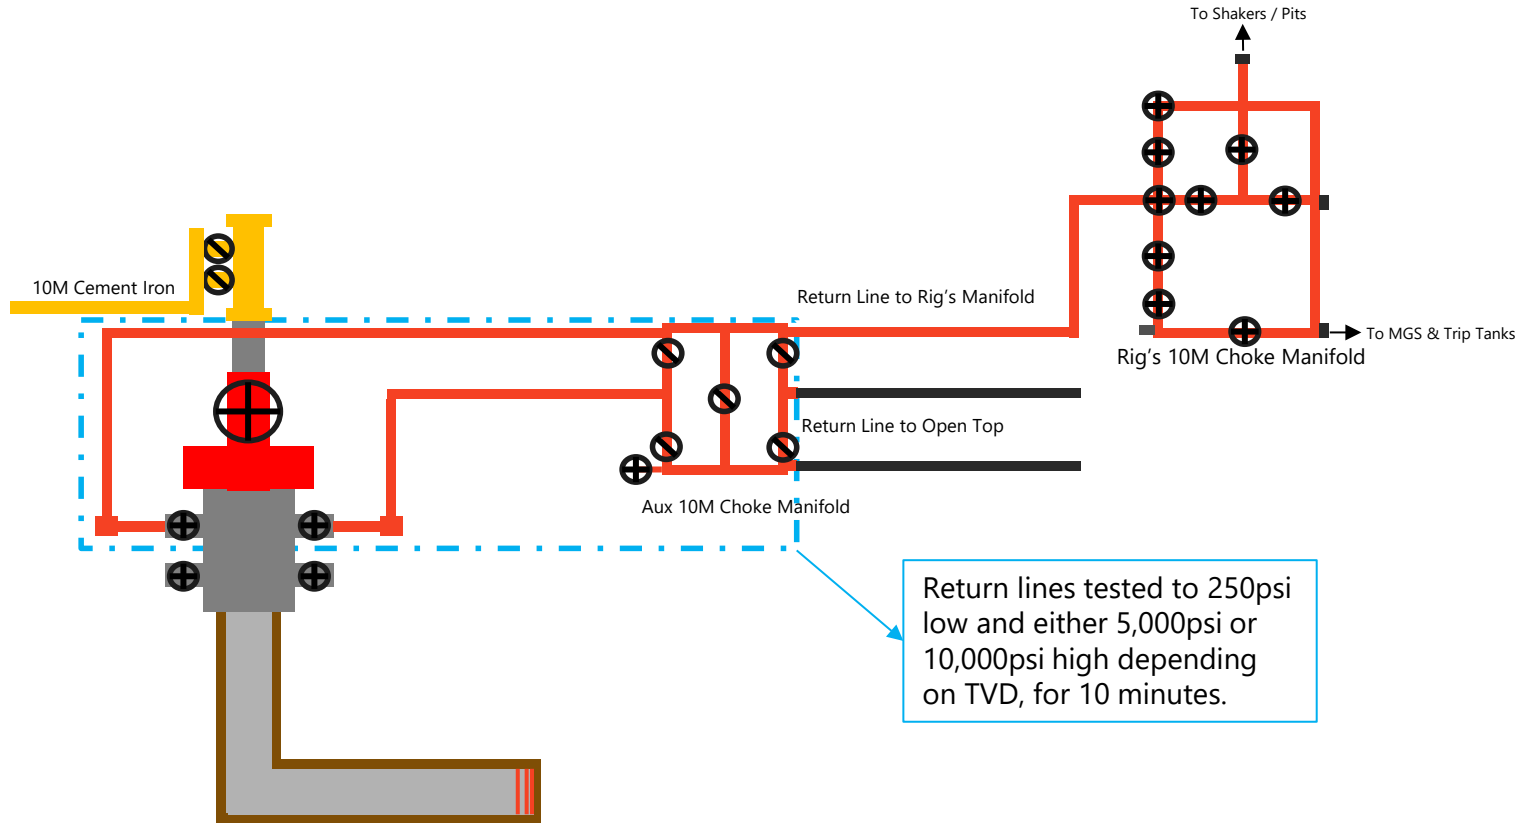 To Shakers / Pits
10M Cement Iron
Return Line to Rig's Manifold
To MGS & Trip Tanks
Rig's 10M Choke Manifold
Return Line to Open Top
Aux 10M Choke Manifold
Return lines tested to 250psi
low and either 5,000psi or
10,000psi high depending
on TVD, for 10 minutes.